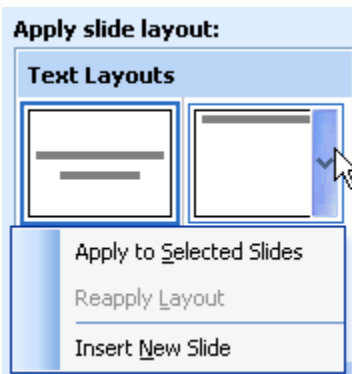 Apply slide layout:
Text Layouts
Apply to Selected Slides
Reapply Layout
Insert New Slide